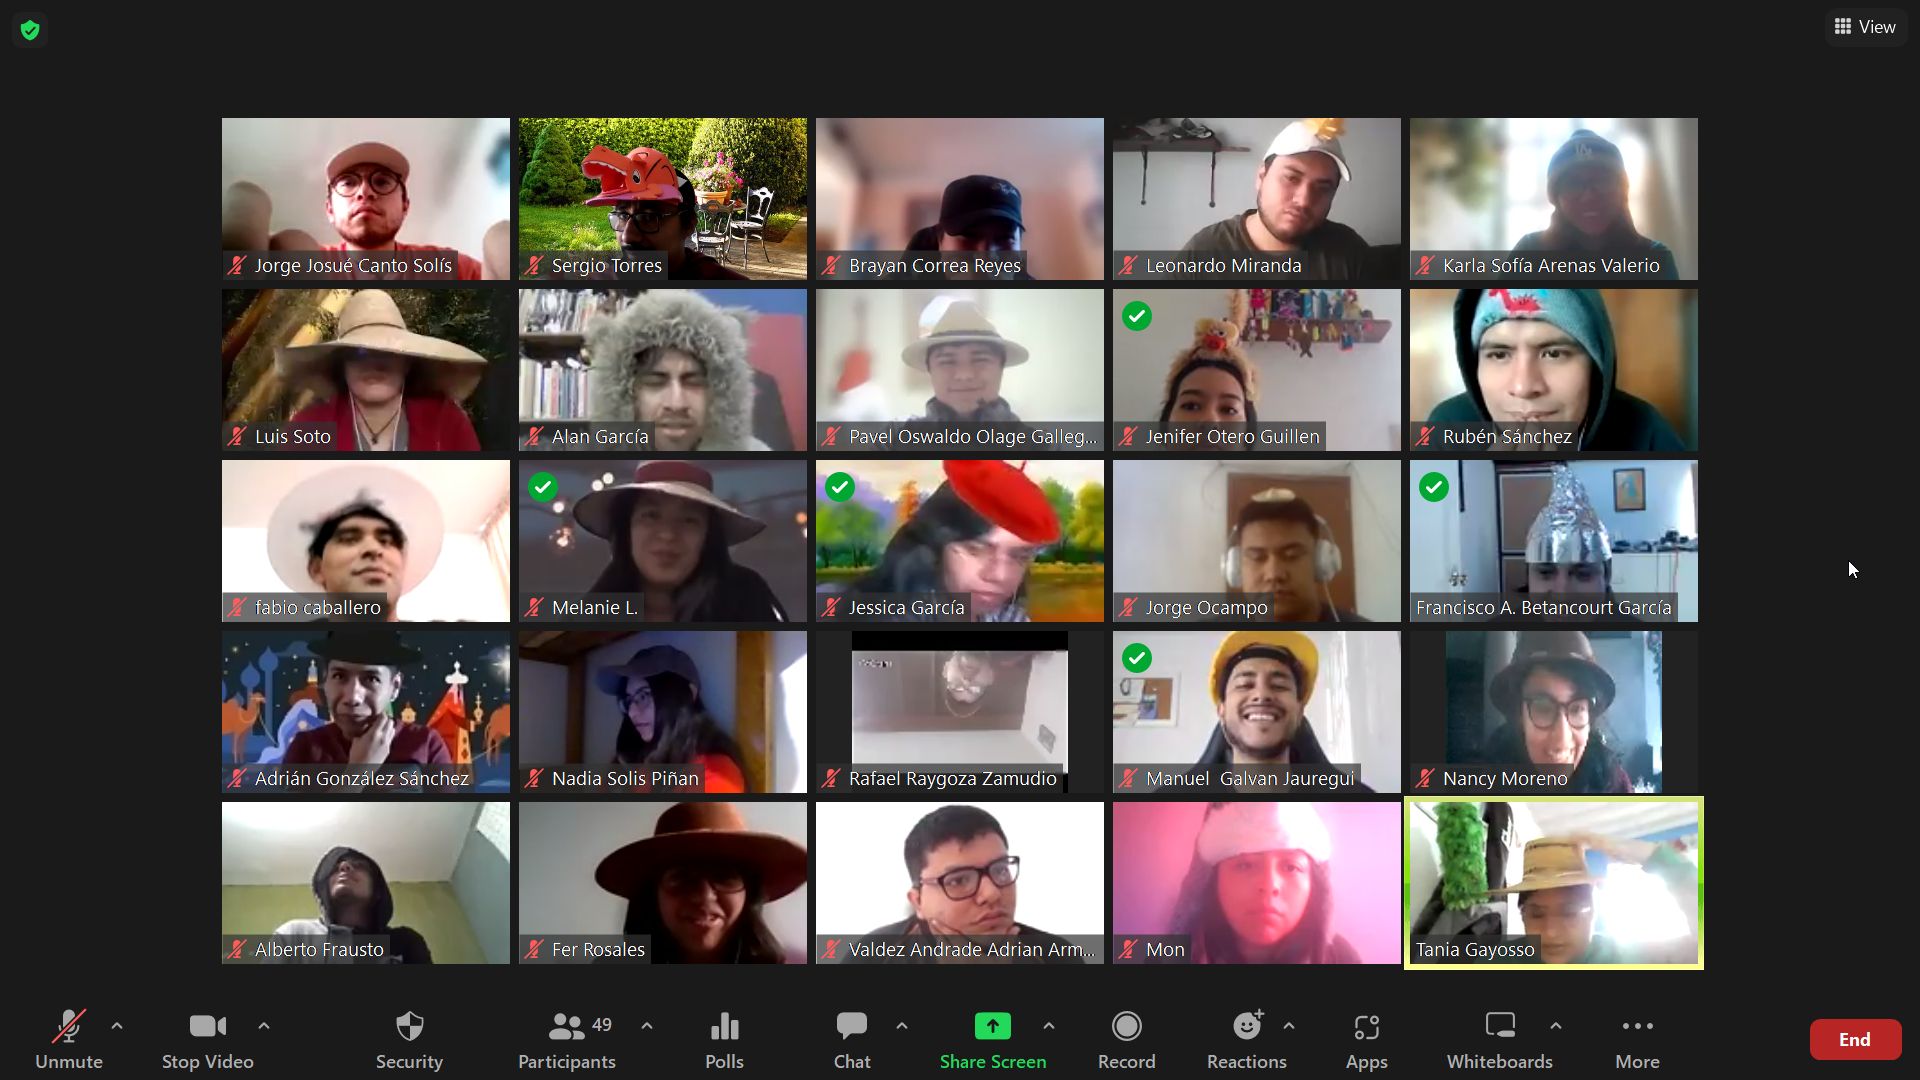 View
Jorge Josué Canto Solís
Sergio Torres
Brayan Correa Reyes
Leonardo Miranda
Karla Sofía Arenas Valerio
Luis Soto
Alan García
Pavel Oswaldo Olage Galleg...
Jenifer Otero Guillen
Rubén Sánchez
fabio caballero
Melanie L.
Jessica García
Jorge Ocampo
Francisco A. Betancourt García
Adrián González Sánchez
Nadia Solis Piñan
Rafael Raygoza Zamudio
Manuel Galvan Jauregui
Nancy Moreno
Alberto Frausto
Fer Rosales
Valdez Andrade Adrian Arm...
Mon
Tania Gayosso
49
Unmute
Stop Video
Security
Participants
Polls
Chat
Share Screen
Record
Reactions
Apps
Whiteboards
More
End